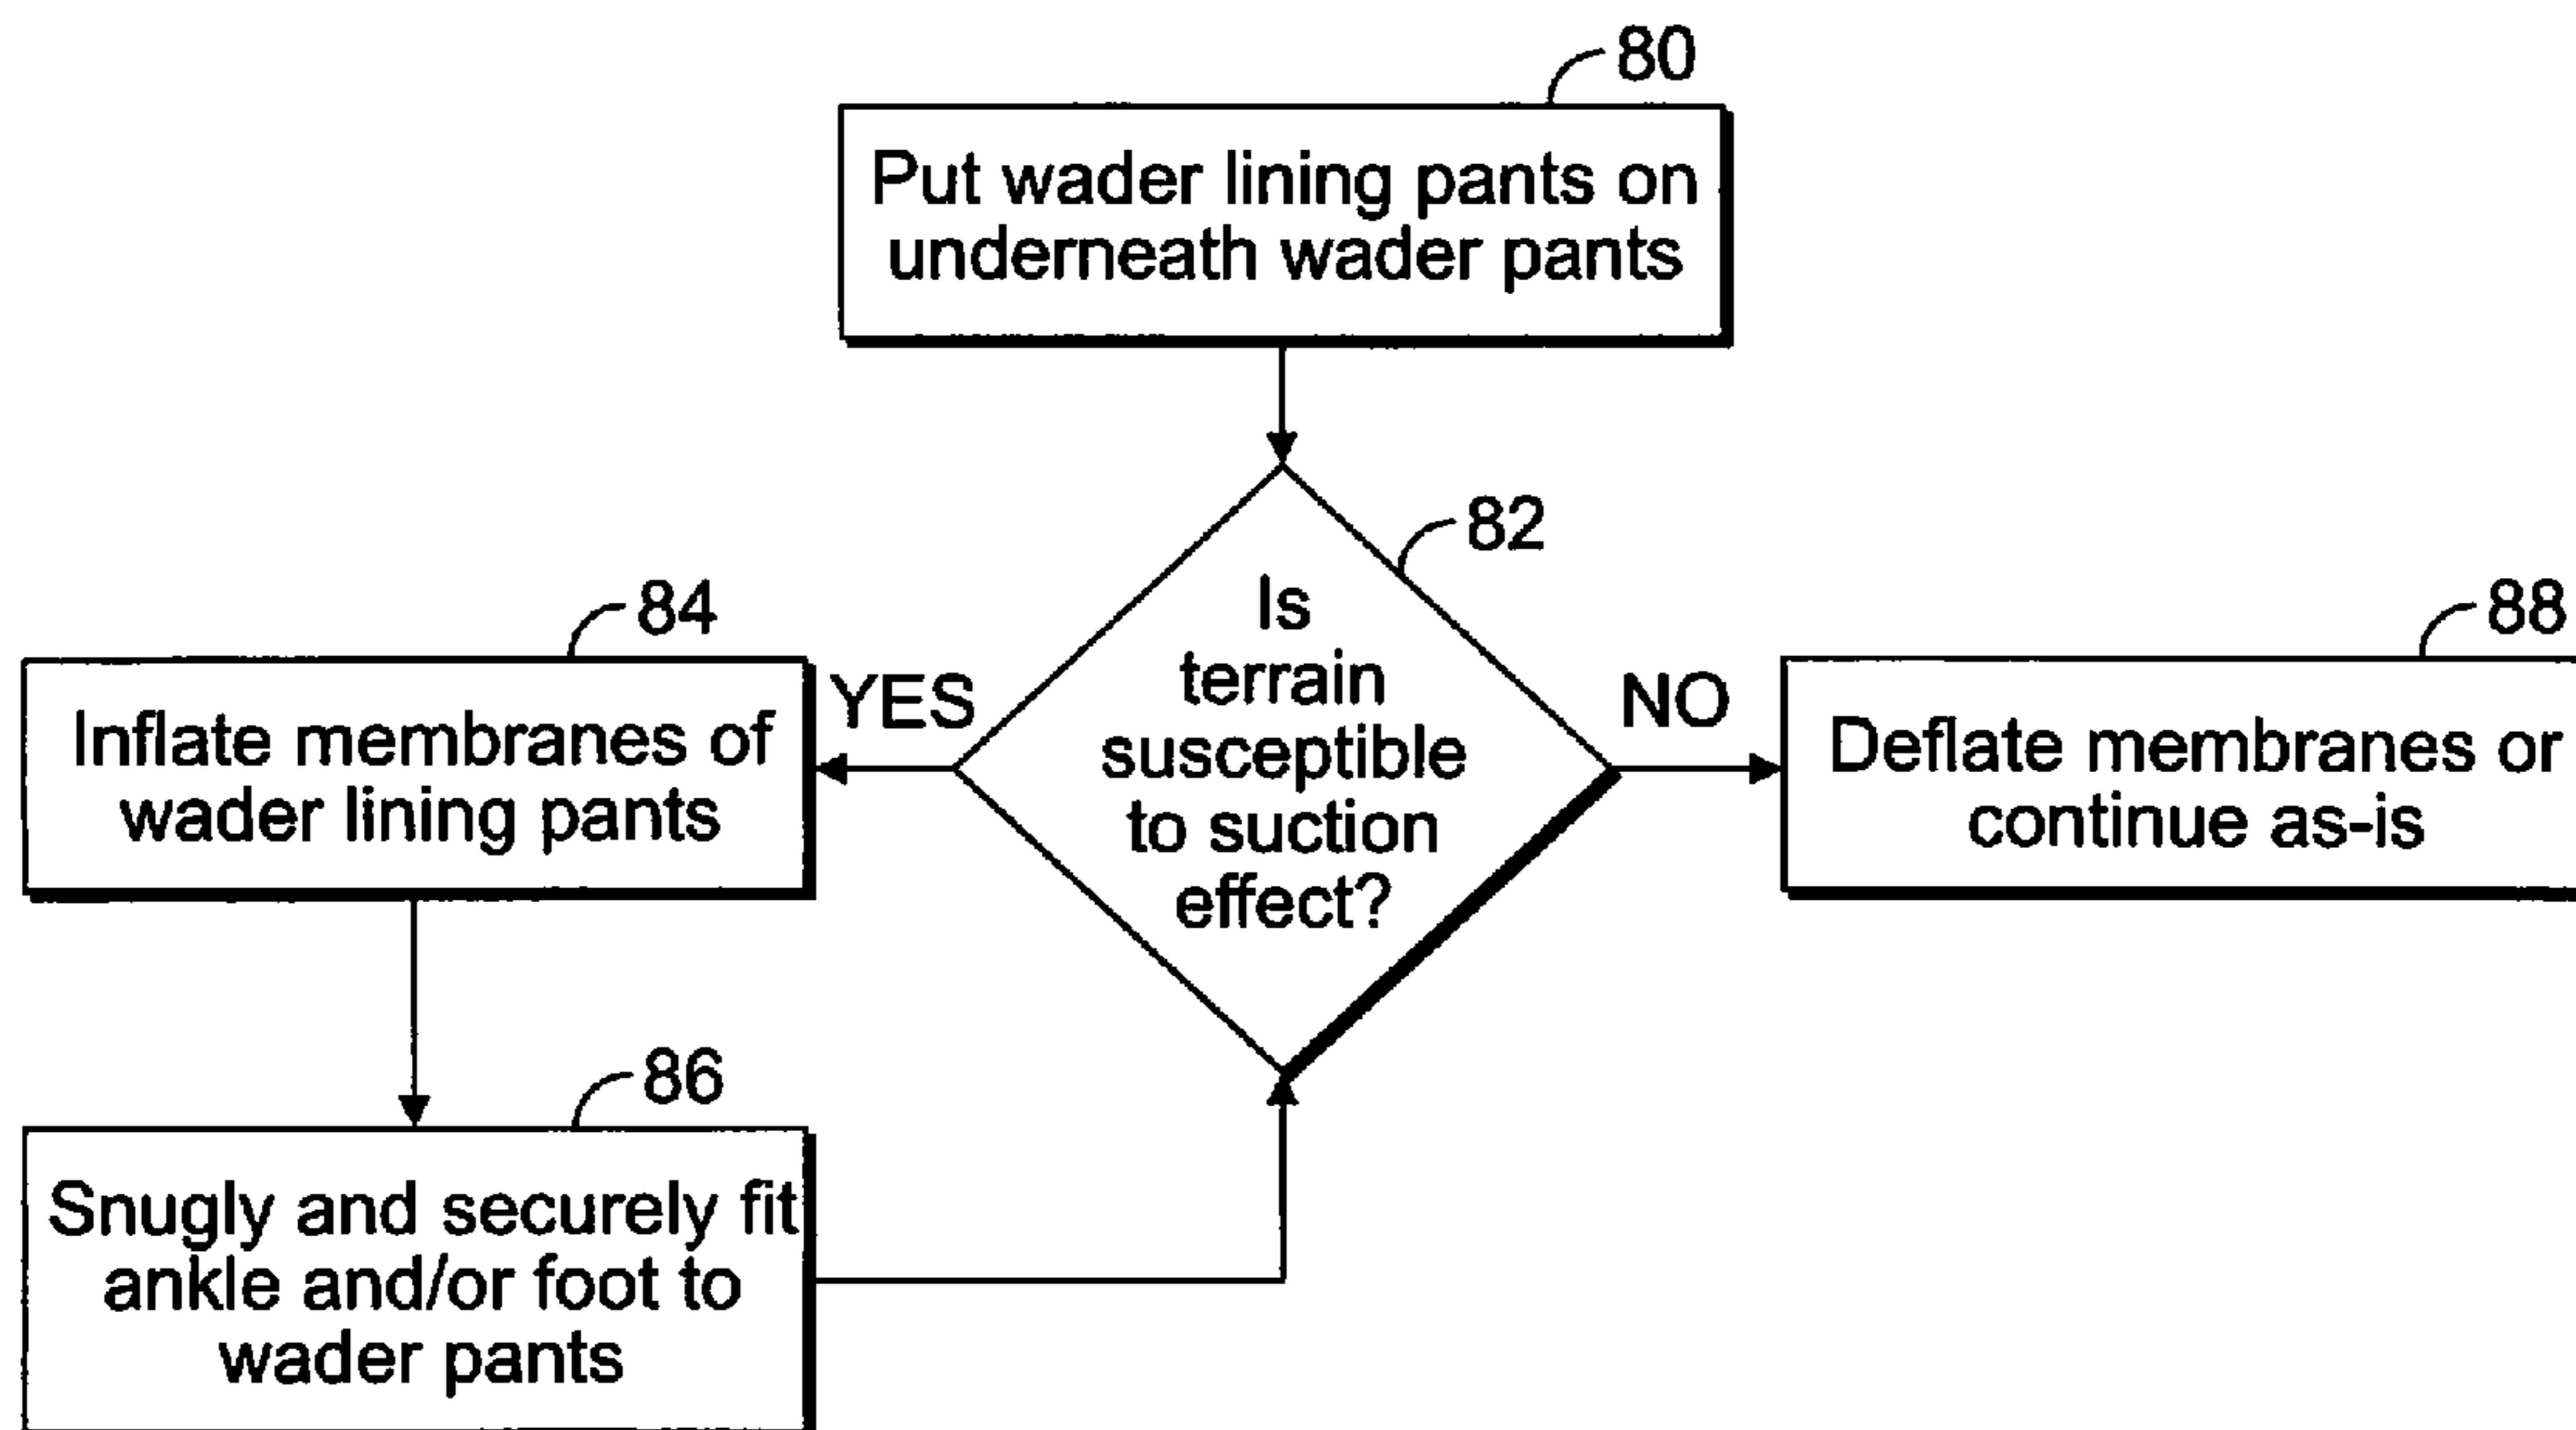 80
Put wader lining pants on
underneath wader pants
82
Is
terrain
susceptible
to suction
effect?
YES
NO
84
Inflate membranes of
wader lining pants
88
Deflate membranes or
continue as-is
86
Snugly and securely fit
ankle and/or foot to
wader pants